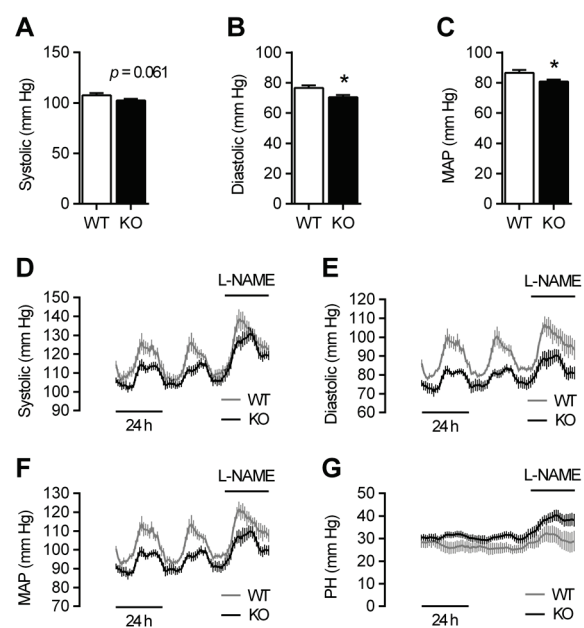 A
Systolic (mm Hg)
150
100
50
0
p = 0.061
WT KO
B
Diastolic (mm Hg)
100
80
60
40
20
0
*
WT KO
C
MAP (mm Hg)
100
80
60
40
20
0
*
WT KO
D
L-NAME
Systolic (mm Hg)
150
140
130
120
110
100
90
24 h
WT
KO
E
L-NAME
Diastolic (mm Hg)
120
110
100
90
80
70
60
24 h
WT
KO
F
L-NAME
MAP (mm Hg)
130
120
110
100
90
80
70
24 h
WT
KO
G
L-NAME
PH (mm Hg)
50
40
30
20
10
0
24 h
WT
KO